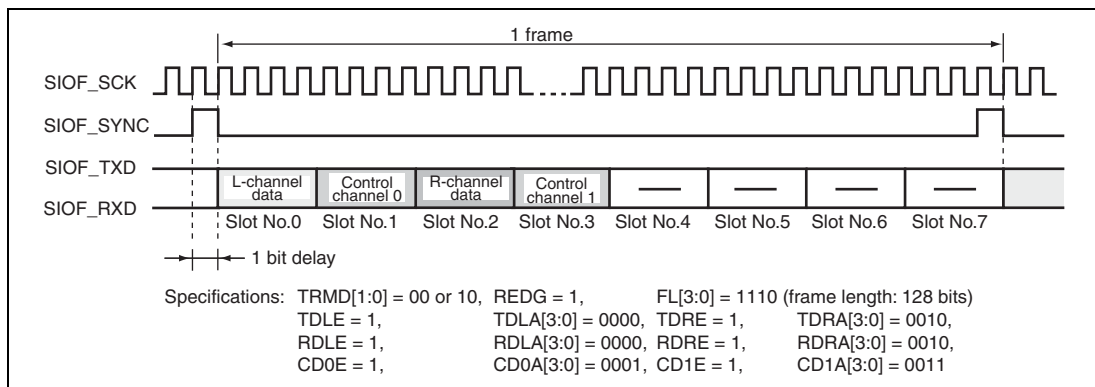 1 frame
SIOF_SCK
SIOF_SYNC
SIOF_TXD
SIOF_RXD
L-channel data
Control channel 0
R-channel data
Control channel 1
Slot No.0 Slot No.1 Slot No.2 Slot No.3 Slot No.4 Slot No.5 Slot No.6 Slot No.7
1 bit delay
Specifications: TRMD[1:0] = 00 or 10, REDG = 1, FL[3:0] = 1110 (frame length: 128 bits)
TDLE = 1, TDLA[3:0] = 0000, TDRE = 1, TDRA[3:0] = 0010,
RDLE = 1, RDLA[3:0] = 0000, RDRE = 1, RDRA[3:0] = 0010,
CD0E = 1, CD0A[3:0] = 0001, CD1E = 1, CD1A[3:0] = 0011